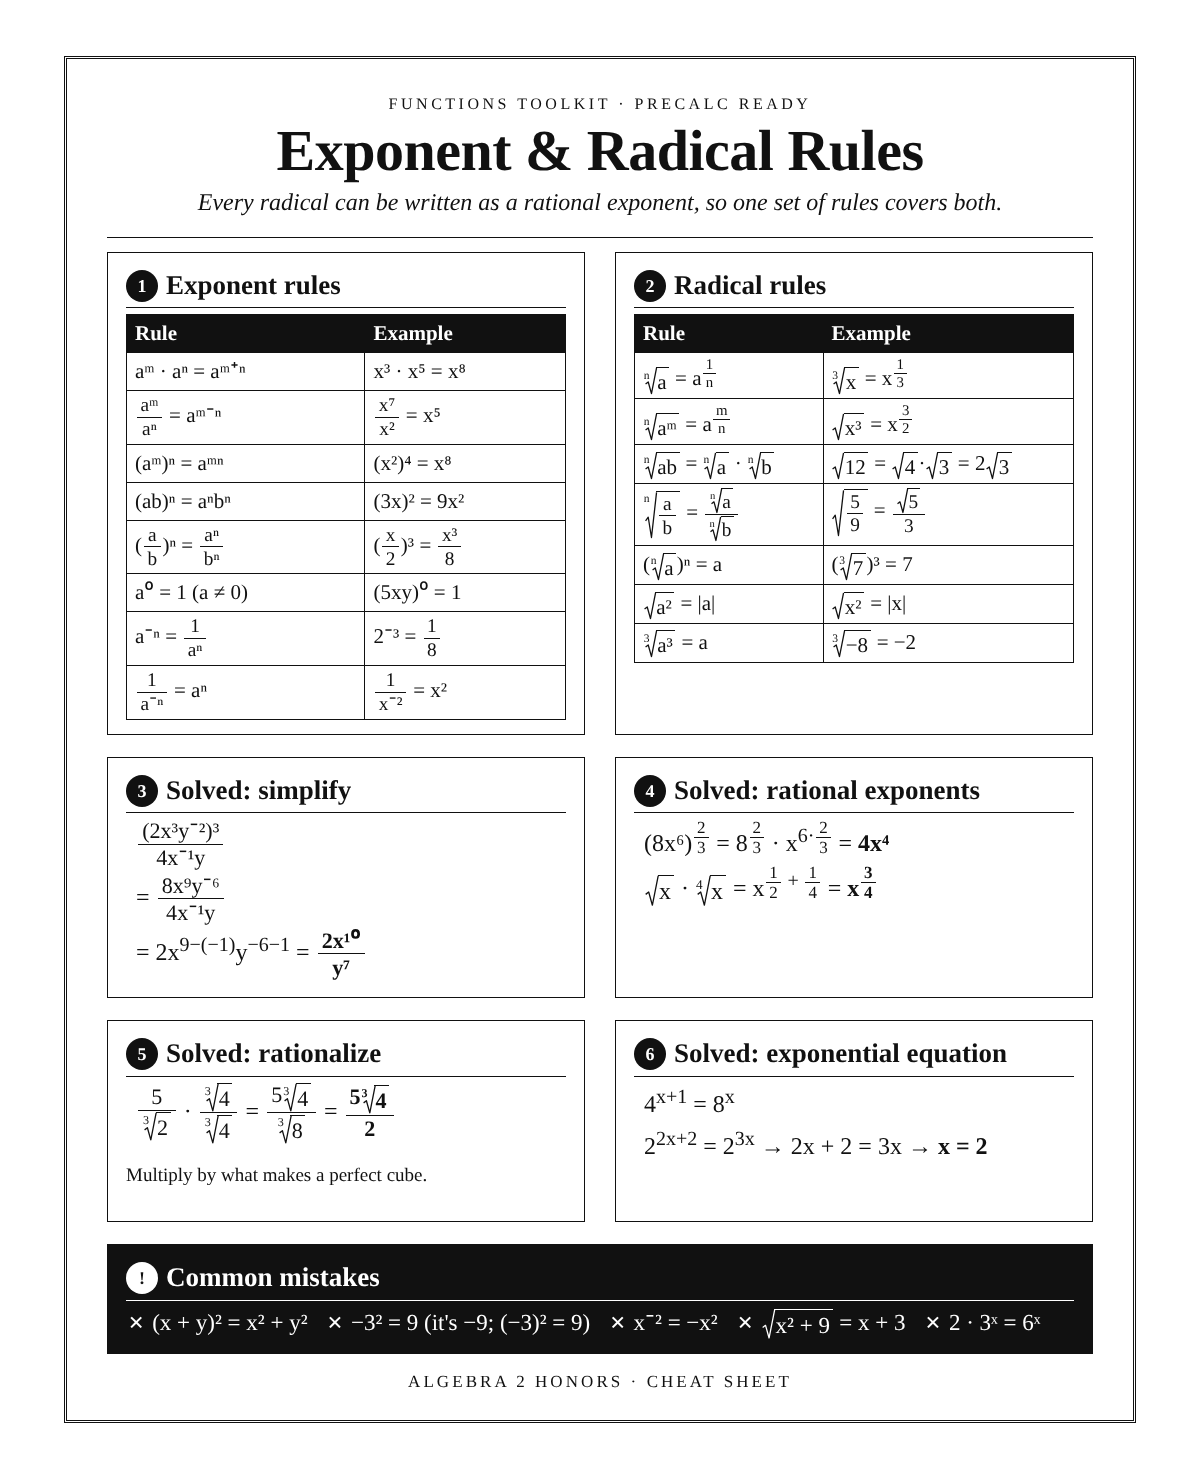 FUNCTIONS TOOLKIT · PRECALC READY
Exponent & Radical Rules
Every radical can be written as a rational exponent, so one set of rules covers both.
1 Exponent rules
Rule Example
aᵐ · aⁿ = aᵐ⁺ⁿ x³ · x⁵ = x⁸
aᵐ/aⁿ = aᵐ⁻ⁿ x⁷/x² = x⁵
(aᵐ)ⁿ = aᵐⁿ (x²)⁴ = x⁸
(ab)ⁿ = aⁿbⁿ (3x)² = 9x²
(a/b)ⁿ = aⁿ/bⁿ (x/2)³ = x³/8
a⁰ = 1 (a ≠ 0) (5xy)⁰ = 1
a⁻ⁿ = 1/aⁿ 2⁻³ = 1/8
1/a⁻ⁿ = aⁿ 1/x⁻² = x²
2 Radical rules
Rule Example
ⁿ√a = a^(1/n) ³√x = x^(1/3)
ⁿ√(aᵐ) = a^(m/n) √(x³) = x^(3/2)
ⁿ√(ab) = ⁿ√a · ⁿ√b √12 = √4·√3 = 2√3
ⁿ√(a/b) = ⁿ√a/ⁿ√b √(5/9) = √5/3
(ⁿ√a)ⁿ = a (³√7)³ = 7
√(a²) = |a| √(x²) = |x|
³√(a³) = a ³√(−8) = −2
3 Solved: simplify
(2x³y⁻²)³/4x⁻¹y
= 8x⁹y⁻⁶/4x⁻¹y
= 2x^(9−(−1))y^(−6−1) = 2x¹⁰/y⁷
4 Solved: rational exponents
(8x⁶)^(2/3) = 8^(2/3) · x^(6·2/3) = 4x⁴
√x · ⁴√x = x^(1/2 + 1/4) = x^(3/4)
5 Solved: rationalize
5/³√2 · ³√4/³√4 = 5³√4/³√8 = 5³√4/2
Multiply by what makes a perfect cube.
6 Solved: exponential equation
4^(x+1) = 8^x
2^(2x+2) = 2^(3x) → 2x + 2 = 3x → x = 2
! Common mistakes
✕ (x + y)² = x² + y² ✕ −3² = 9 (it's −9; (−3)² = 9) ✕ x⁻² = −x² ✕ √(x² + 9) = x + 3 ✕ 2 · 3ˣ = 6ˣ
ALGEBRA 2 HONORS · CHEAT SHEET